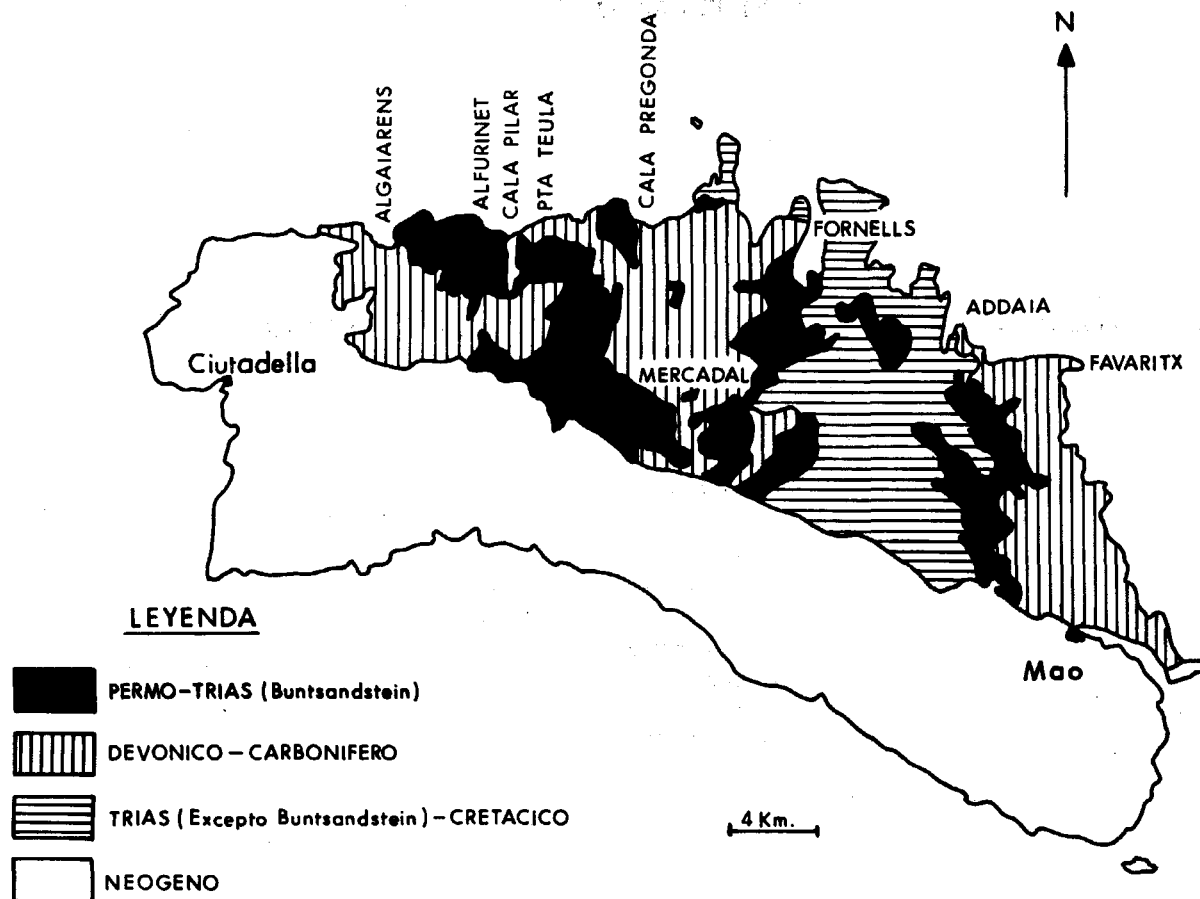 N
ALGAIARENS
ALFURINET
CALA PILAR
PTA TEULA
CALA PREGONDA
FORNELLS
ADDAIA
FAVARITX
Ciutadella
MERCADAL
Mao
LEYENDA
PERMO-TRIAS (Buntsandstein)
DEVONICO - CARBONIFERO
TRIAS (Excepto Buntsandstein) - CRETACICO
NEOGENO
4 Km.